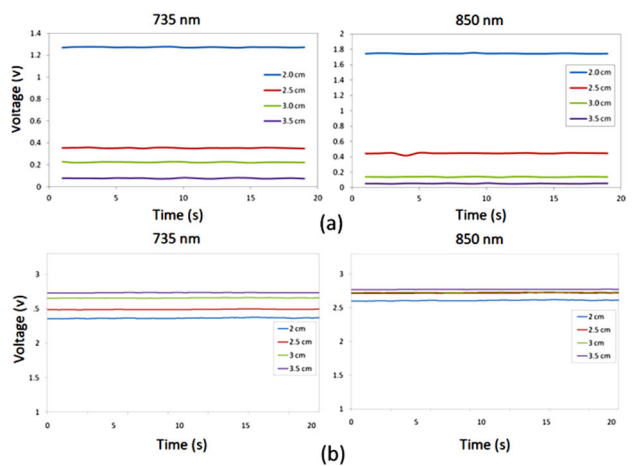 735 nm
850 nm
(a)
1.4
1.2
1
0.8
0.6
0.4
0.2
0
Voltage (v)
2.0 cm
2.5 cm
3.0 cm
3.5 cm
0 5 10 15 20
Time (s)
2
1.8
1.6
1.4
1.2
1
0.8
0.6
0.4
0.2
0
2.0 cm
2.5 cm
3.0 cm
3.5 cm
0 5 10 15 20
Time (s)
(a)
735 nm
850 nm
3
.5
2
1.5
1
Voltage (v)
2 cm
2.5 cm
3 cm
3.5 cm
0 5 10 15 20
Time (s)
3
2.5
2
1.5
1
2 cm
2.5 cm
3 cm
3.5 cm
0 5 10 15 20
Time (s)
(b)